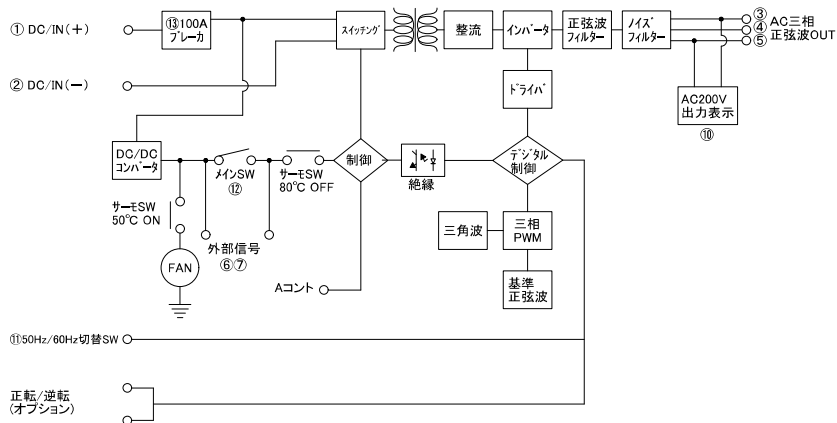 ① DC/IN(+)
⑬100A
ブレーカ
スイッチング
整流
インバータ
正弦波
フィルター
ノイズ
フィルター
③
④
⑤
AC三相
正弦波OUT
② DC/IN(－)
ドライバ
AC200V
出力表示
⑩
DC/DC
コンバータ
メインSW
⑫
サーモSW
80℃ OFF
制御
絶縁
デジタル
制御
サーモSW
50℃ ON
外部信号
⑥⑦
三角波
三相
PWM
FAN
Aコント
基準
正弦波
⑪50Hz/60Hz切替SW
正転/逆転
(オプション)